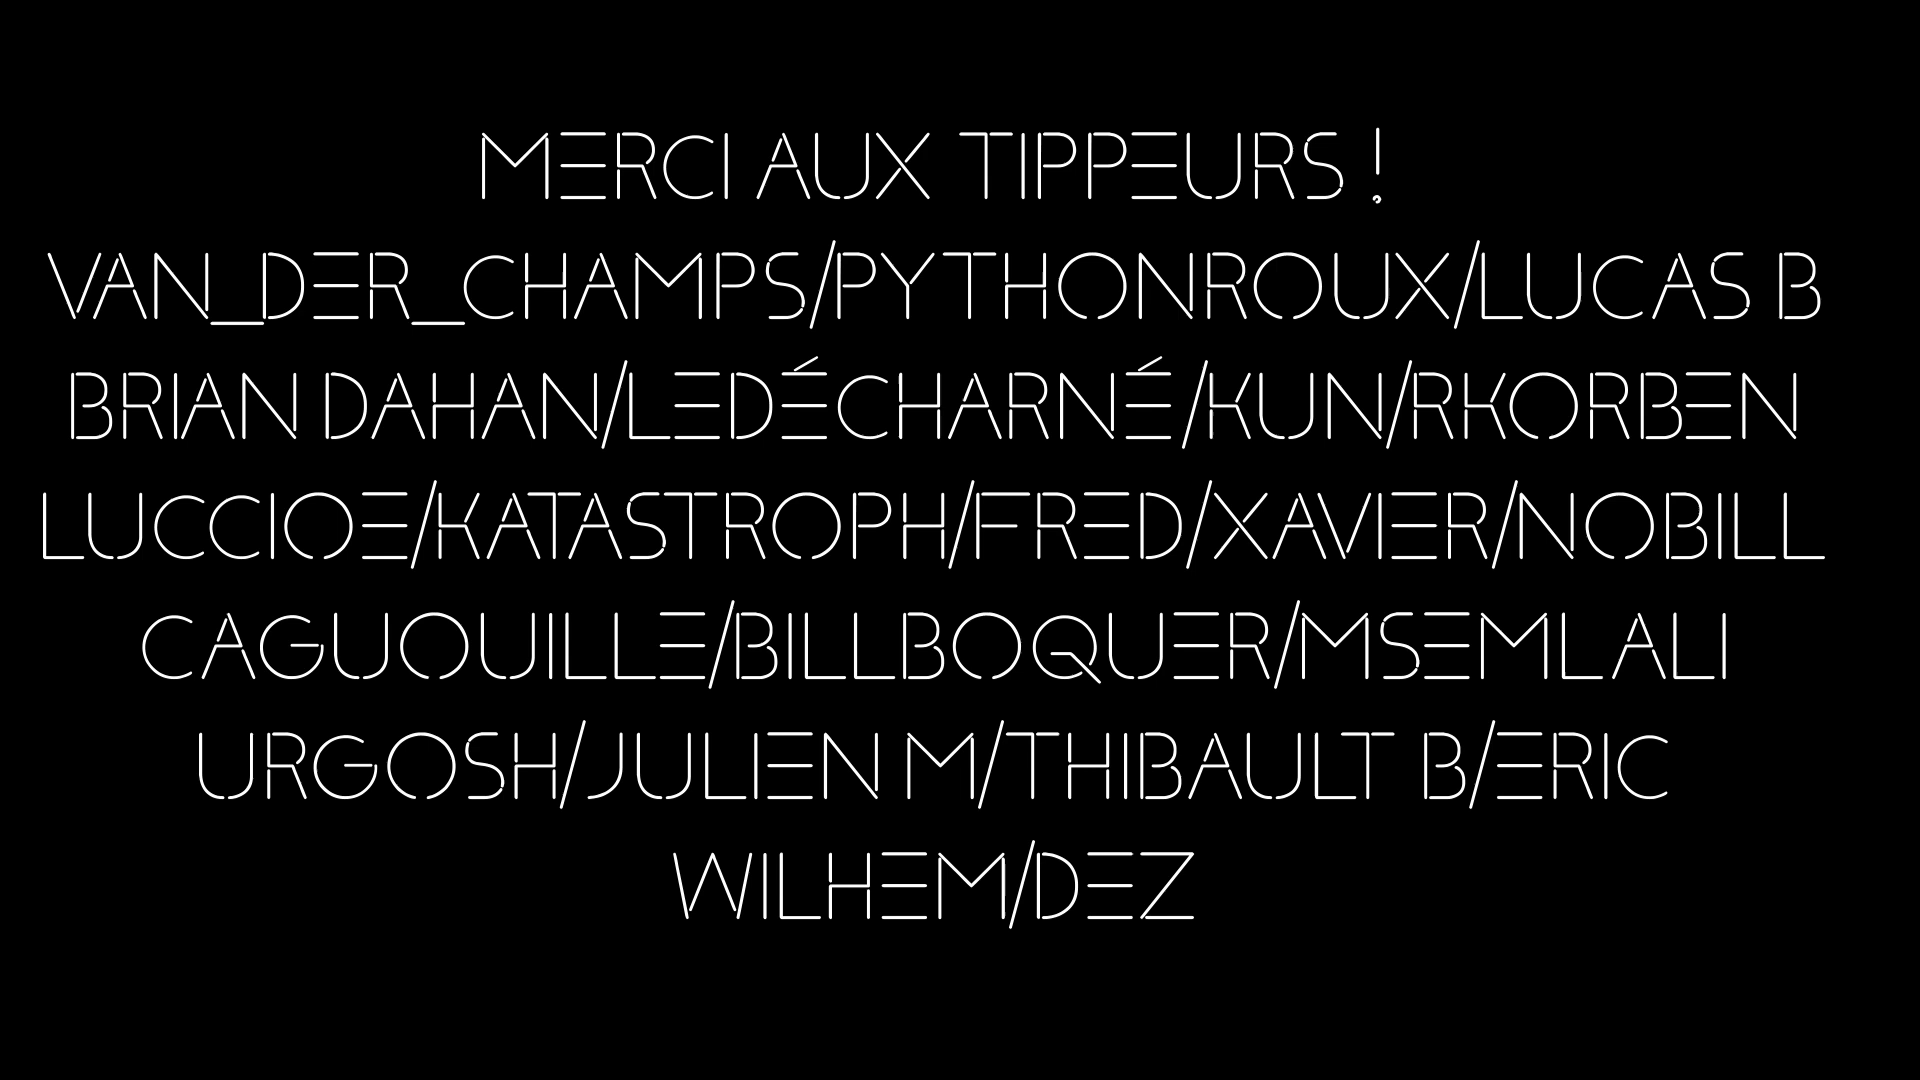 MERCI AUX TIPPEURS !
VAN_DER_CHAMPS/PYTHONROUX/LUCAS B
BRIAN DAHAN/LEDÉCHARNÉ/KUN/RKORBEN
LUCCIOE/KATASTROPH/FRED/XAVIER/NOBILL
CAGUOUILLE/BILLBOQUER/MSEMLALI
URGOSH/JULIEN M/THIBAULT B/ERIC
WILHEM/DEZ